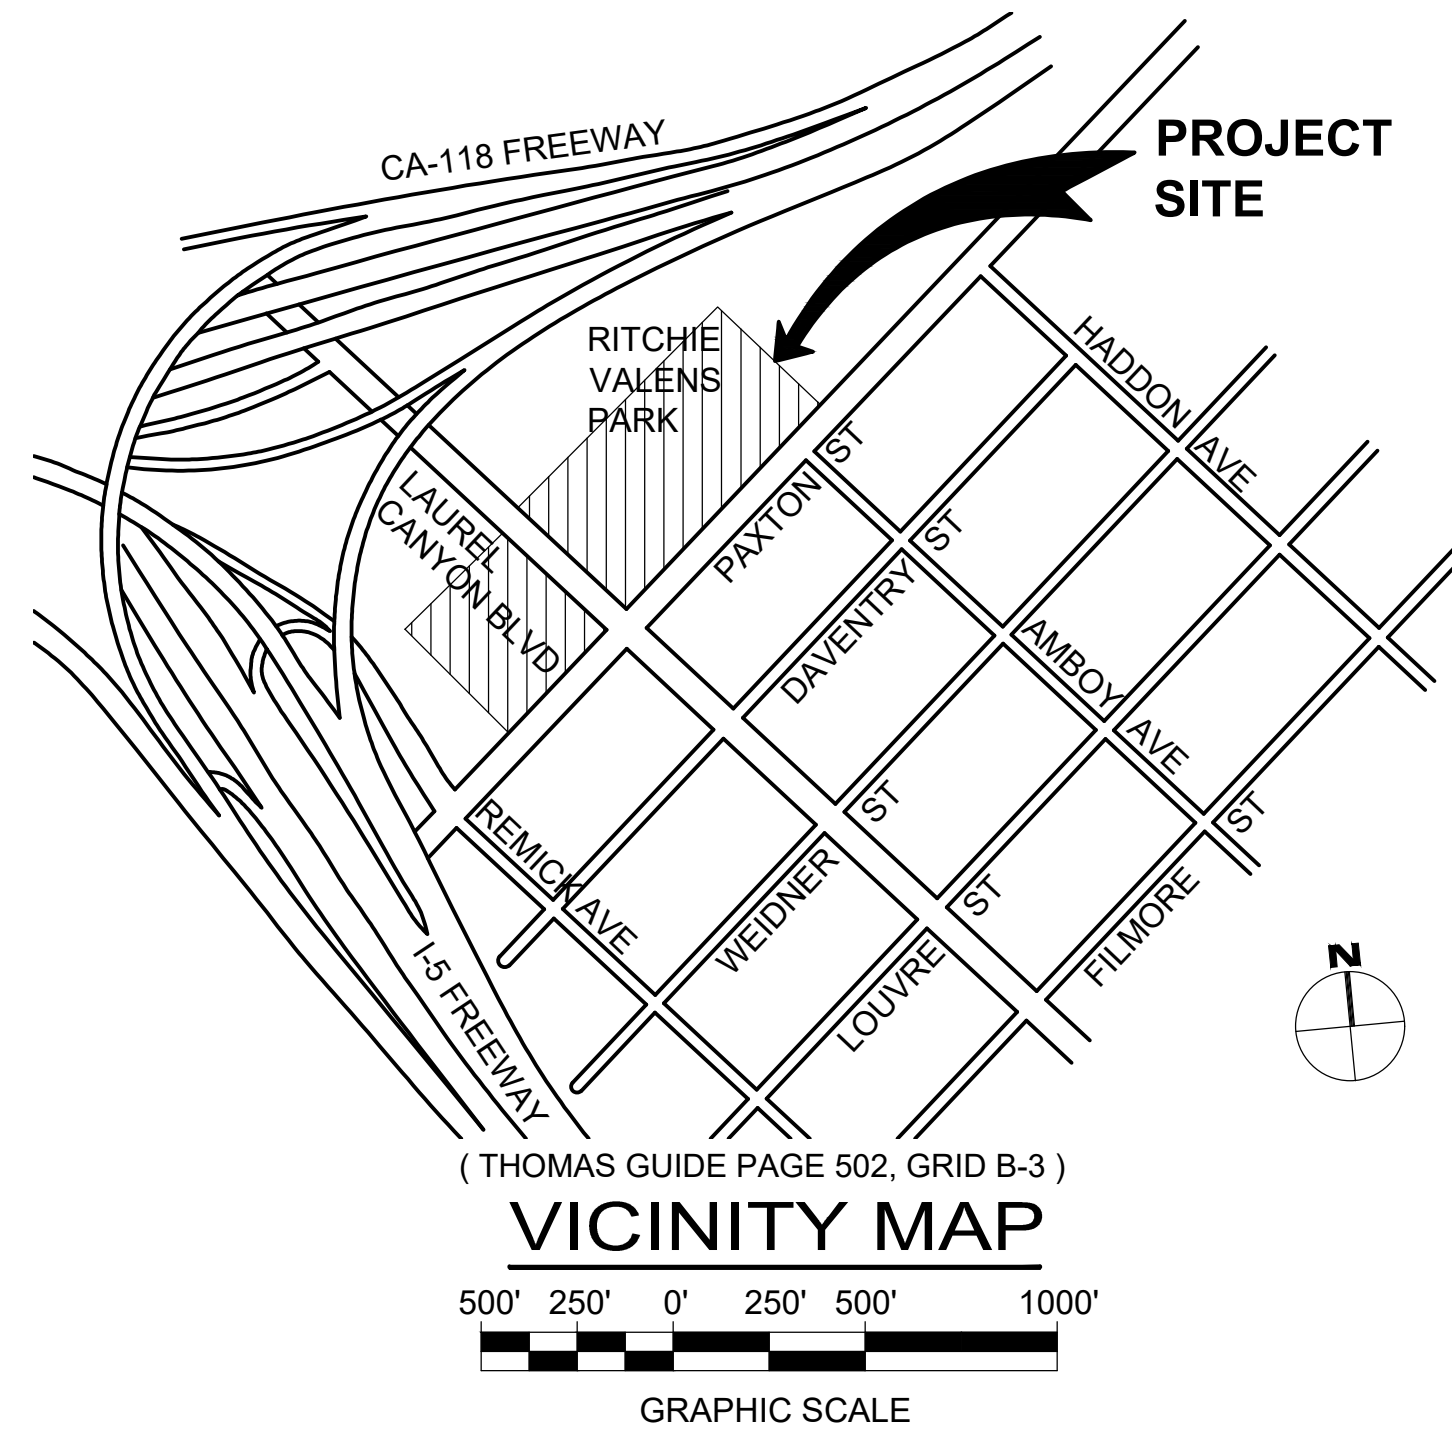 CA-118 FREEWAY
PROJECT
SITE
RITCHIE
VALENS
PARK
HADDON AVE
LAUREL
CANYON BLVD
PAXTON ST
DAVENTRY ST
AMBOY AVE
REMICK AVE
WEIDNER ST
LOUVRE ST
FILMORE ST
I-5 FREEWAY
N
( THOMAS GUIDE PAGE 502, GRID B-3 )
VICINITY MAP
500' 250' 0' 250' 500' 1000'
GRAPHIC SCALE